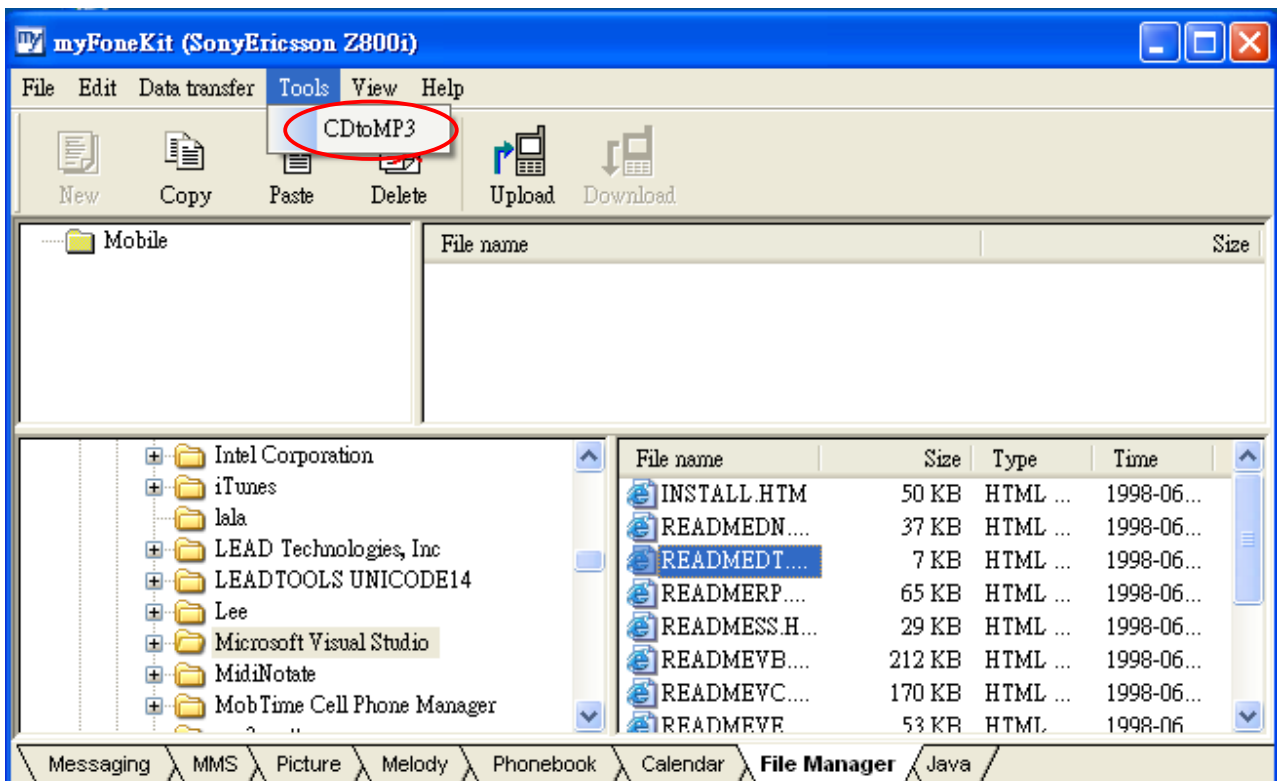 my myFoneKit (SonyEricsson Z800i)
File Edit Data transfer Tools View Help
CDtoMP3
New Copy Paste Delete Upload Download
Mobile
File name Size
Intel Corporation
iTunes
lala
LEAD Technologies, Inc
LEADTOOLS UNICODE14
Lee
Microsoft Visual Studio
MidiNotate
MobTime Cell Phone Manager
File name Size Type Time
INSTALL.HTM 50 KB HTML ... 1998-06...
READMEDN.... 37 KB HTML ... 1998-06...
READMEDT.... 7 KB HTML ... 1998-06...
READMERP.... 65 KB HTML ... 1998-06...
READMESS.H... 29 KB HTML ... 1998-06...
READMEVB.... 212 KB HTML ... 1998-06...
READMEVC.... 170 KB HTML ... 1998-06...
READMEVE 53 KB HTML 1998-06
Messaging MMS Picture Melody Phonebook Calendar File Manager Java